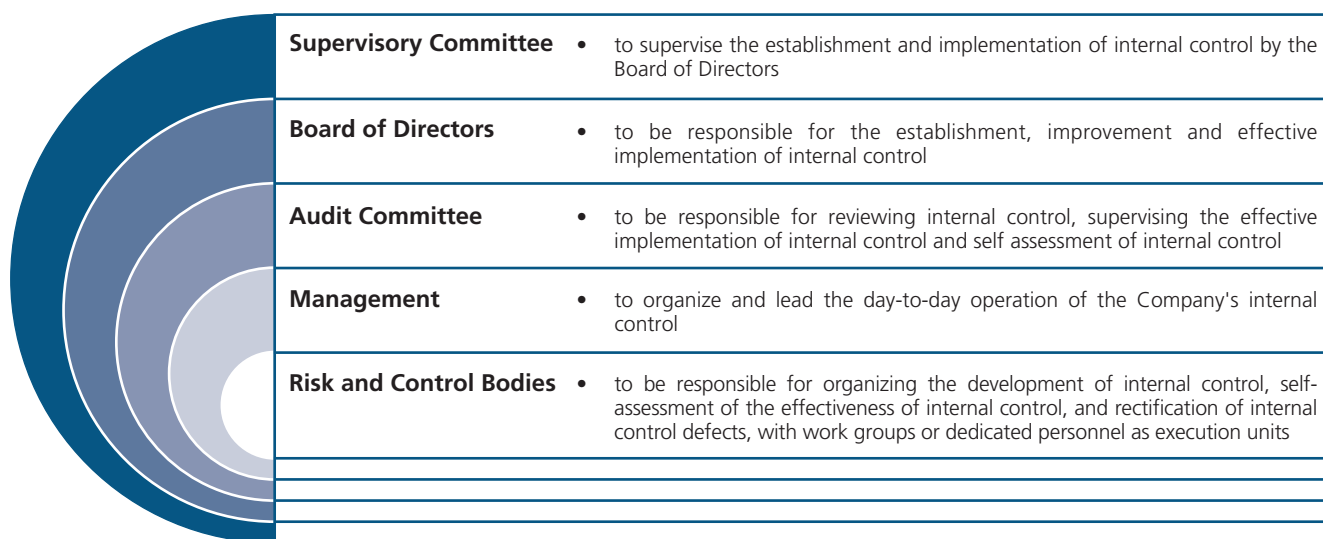 Supervisory Committee • to supervise the establishment and implementation of internal control by the
Board of Directors
Board of Directors • to be responsible for the establishment, improvement and effective
implementation of internal control
Audit Committee • to be responsible for reviewing internal control, supervising the effective
implementation of internal control and self assessment of internal control
Management • to organize and lead the day-to-day operation of the Company's internal
control
Risk and Control Bodies • to be responsible for organizing the development of internal control, self-
assessment of the effectiveness of internal control, and rectification of internal
control defects, with work groups or dedicated personnel as execution units